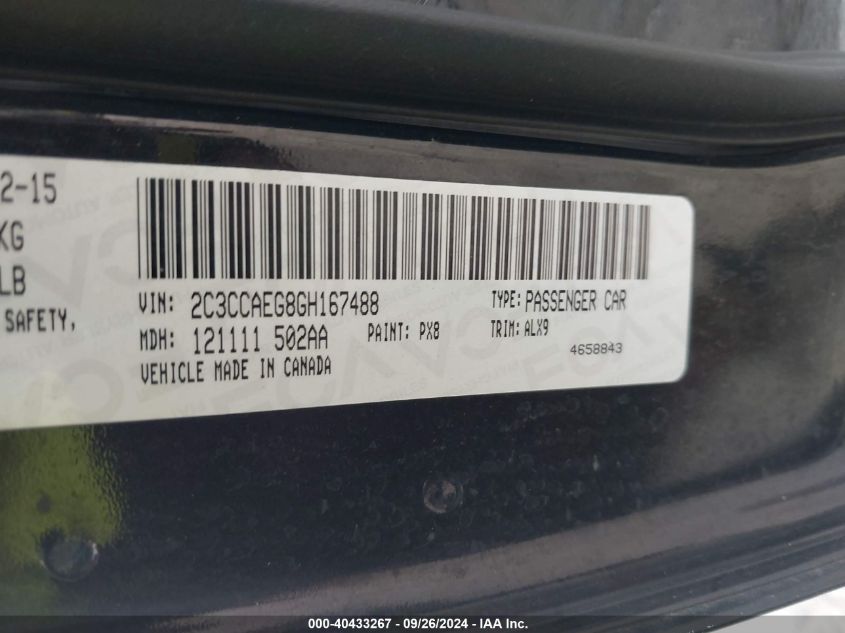 2-15
KG
LB
SAFETY,
VIN: 2C3CCAEG8GH167488 TYPE: PASSENGER CAR
MDH: 121111 502AA PAINT: PX8 TRIM: ALX9
VEHICLE MADE IN CANADA 4658843
000-40433267 - 09/26/2024 - IAA Inc.